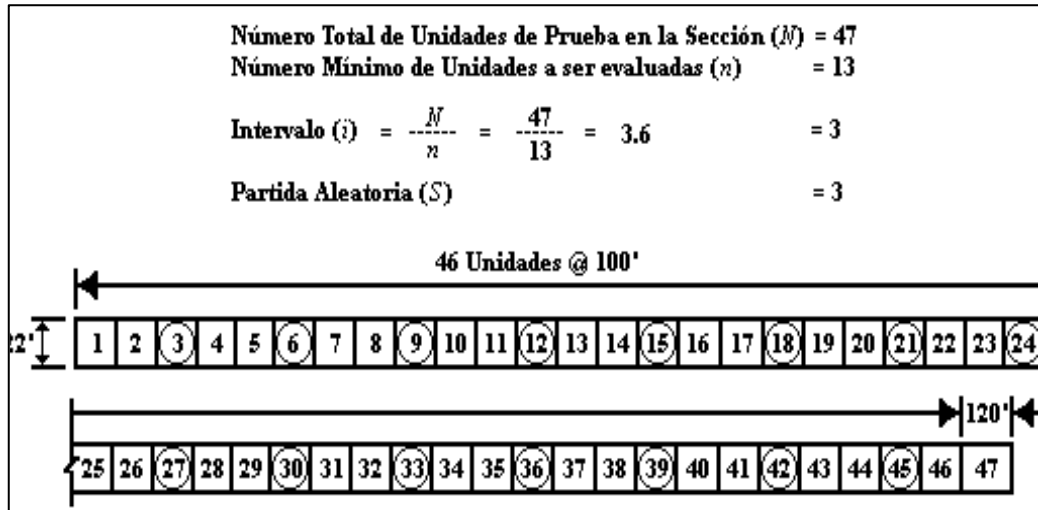 Número Total de Unidades de Prueba en la Sección (N) = 47
Número Mínimo de Unidades a ser evaluadas (n) = 13
Intervalo (i) = N/n = 47/13 = 3.6 = 3
Partida Aleatoria (S) = 3
46 Unidades @ 100'
22' 1 2 3 4 5 6 7 8 9 10 11 12 13 14 15 16 17 18 19 20 21 22 23 24
120'
25 26 27 28 29 30 31 32 33 34 35 36 37 38 39 40 41 42 43 44 45 46 47